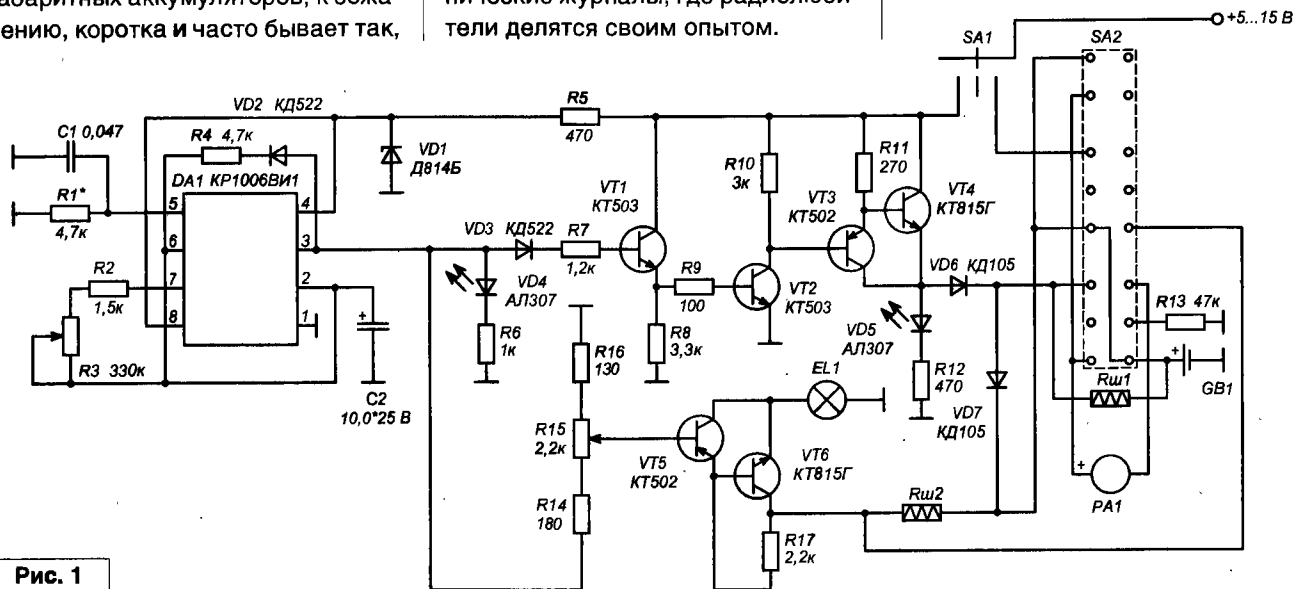 габаритных аккумуляторов, к сожа
ению, коротка и часто бывает так,
нические журналы, где радиолюби
тели делятся своим опытом.
+5...15 В
SA1
SA2
VD2 КД522
R5
470
C1 0,047
R4 4,7к
VD1
Д814Б
R10
3к
R11
270
DA1 КР1006ВИ1
R1*
4,7к
5
4
6
3
7
2
8
1
VT1
КТ503
VT3
КТ502
VT4
КТ815Г
VD3 КД522
R7
1,2к
R2
1,5к
VD4
АЛ307
R9
100
VT2
КТ503
VD6 КД105
R3 330к
+
C2
10,0*25 В
R6
1к
R8
3,3к
VD5
АЛ307
R13 47к
R16
130
EL1
R12
470
VD7
КД105
Rш1
+
GB1
R15
2,2к
VT5
КТ502
VT6
КТ815Г
+
PA1
R14
180
Rш2
R17
2,2к
Рис. 1